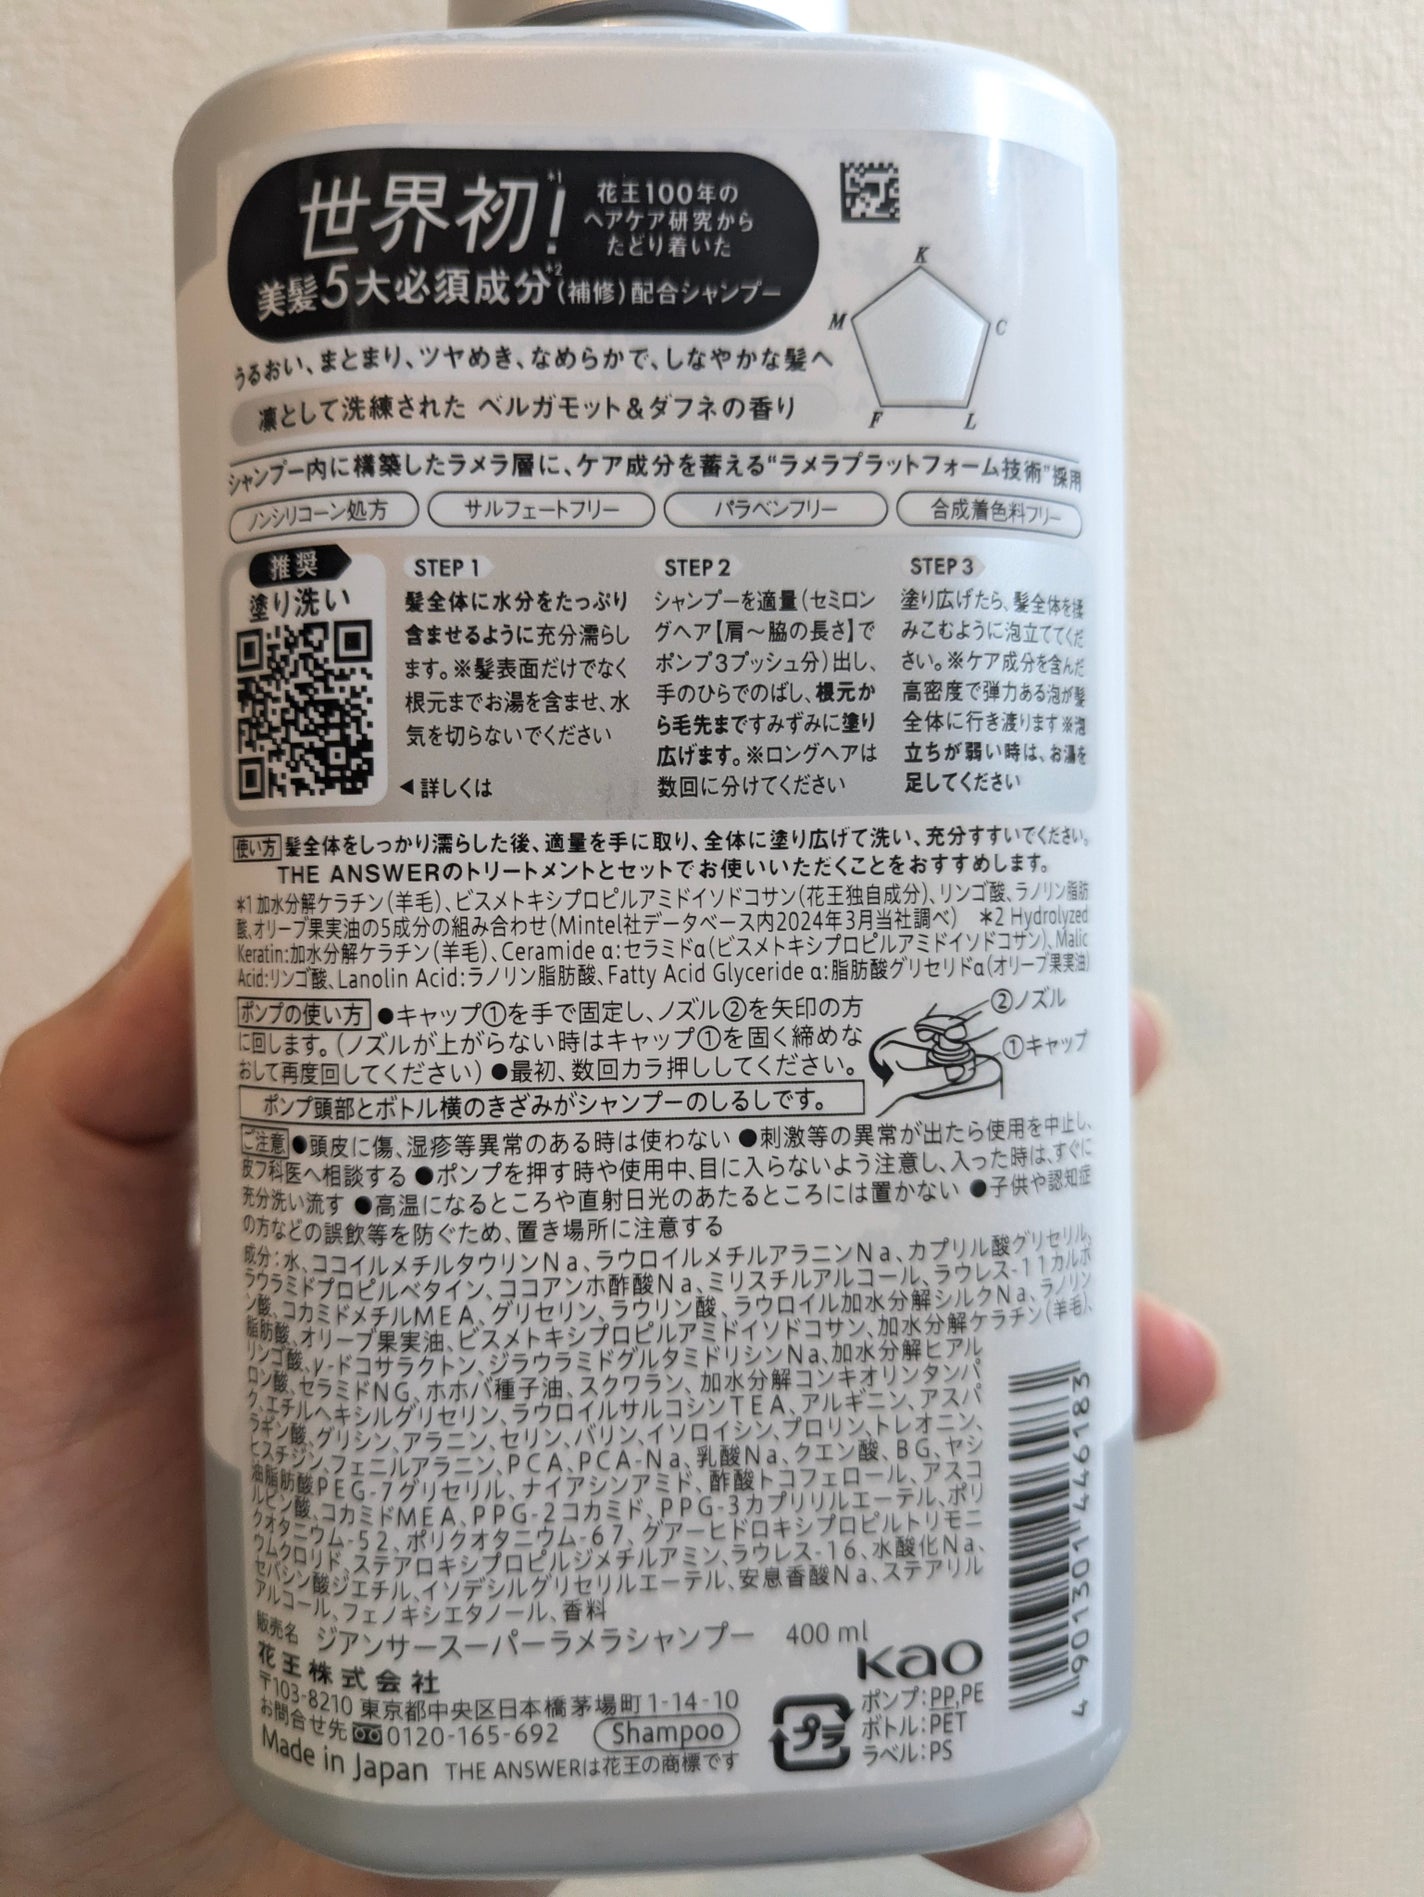 世界初!*1 花王100年の
ヘアケア研究から
たどり着いた
美髪5大必須成分*2(補修)配合シャンプー
K
M
C
F
L
うるおい、まとまり、ツヤめき、なめらかで、しなやかな髪へ
凛として洗練された ベルガモット&ダフネの香り
シャンプー内に構築したラメラ層に、ケア成分を蓄える“ラメラプラットフォーム技術”採用
ノンシリコーン処方 サルフェートフリー パラベンフリー 合成着色料フリー
推奨
塗り洗い
STEP 1
髪全体に水分をたっぷり
含ませるように充分濡らし
ます。※髪表面だけでなく
根元までお湯を含ませ、水
気を切らないでください
◀詳しくは
STEP 2
シャンプーを適量(セミロン
グヘア【肩～脇の長さ】で
ポンプ3プッシュ分)出し、
手のひらでのばし、根元か
ら毛先まですみずみに塗り
広げます。※ロングヘアは
数回に分けてください
STEP 3
塗り広げたら、髪全体を揉
みこむように泡立ててくだ
さい。※ケア成分を含んだ
高密度で弾力ある泡が髪
全体に行き渡ります※泡
立ちが弱い時は、お湯を
足してください
使い方 髪全体をしっかり濡らした後、適量を手に取り、全体に塗り広げて洗い、充分すすいでください。
THE ANSWERのトリートメントとセットでお使いいただくことをおすすめします。
*1 加水分解ケラチン(羊毛)、ビスメトキシプロピルアミドイソドコサン(花王独自成分)、リンゴ酸、ラノリン脂肪
酸、オリーブ果実油の5成分の組み合わせ(Mintel社データベース内2024年3月当社調べ) *2 Hydrolyzed
Keratin:加水分解ケラチン(羊毛)、Ceramide α:セラミドα(ビスメトキシプロピルアミドイソドコサン)、Malic
Acid:リンゴ酸、Lanolin Acid:ラノリン脂肪酸、Fatty Acid Glyceride α:脂肪酸グリセリドα(オリーブ果実油)
ポンプの使い方 ●キャップ①を手で固定し、ノズル②を矢印の方
に回します。(ノズルが上がらない時はキャップ①を固く締めな
おして再度回してください) ●最初、数回カラ押ししてください。
②ノズル
①キャップ
ポンプ頭部とボトル横のきざみがシャンプーのしるしです。
ご注意 ●頭皮に傷、湿疹等異常のある時は使わない ●刺激等の異常が出たら使用を中止し、
皮フ科医へ相談する ●ポンプを押す時や使用中、目に入らないよう注意し、入った時は、すぐに
充分洗い流す ●高温になるところや直射日光のあたるところには置かない ●子供や認知症
の方などの誤飲等を防ぐため、置き場所に注意する
成分:水、ココイルメチルタウリンNa、ラウロイルメチルアラニンNa、カプリル酸グリセリル、
ラウラミドプロピルベタイン、ココアンホ酢酸Na、ミリスチルアルコール、ラウレス-11カルボ
ン酸、コカミドメチルMEA、グリセリン、ラウリン酸、ラウロイル加水分解シルクNa、ラノリン
脂肪酸、オリーブ果実油、ビスメトキシプロピルアミドイソドコサン、加水分解ケラチン(羊毛)、
リンゴ酸、γ-ドコサラクトン、ジラウラミドグルタミドリシンNa、加水分解ヒアル
ロン酸、セラミドNG、ホホバ種子油、スクワラン、加水分解コンキオリンタンパ
ク、エチルヘキシルグリセリン、ラウロイルサルコシンTEA、アルギニン、アスパ
ラギン酸、グリシン、アラニン、セリン、バリン、イソロイシン、プロリン、トレオニン、
ヒスチジン、フェニルアラニン、PCA、PCA-Na、乳酸Na、クエン酸、BG、ヤシ
油脂肪酸PEG-7グリセリル、ナイアシンアミド、酢酸トコフェロール、アスコ
ルビン酸、コカミドMEA、PPG-2コカミド、PPG-3カプリリルエーテル、ポリ
クオタニウム-52、ポリクオタニウム-67、グアーヒドロキシプロピルトリモニ
ウムクロリド、ステアロキシプロピルジメチルアミン、ラウレス-16、水酸化Na、
セバシン酸ジエチル、イソデシルグリセリルエーテル、安息香酸Na、ステアリル
アルコール、フェノキシエタノール、香料
販売名 ジアンサースーパーラメラシャンプー 400 ml
花王株式会社
〒103-8210 東京都中央区日本橋茅場町1-14-10
お問合せ先 0120-165-692 Shampoo
Made in Japan THE ANSWERは花王の商標です
Kao
プラ
ポンプ:PP,PE
ボトル:PET
ラベル:PS
4 901301 446183